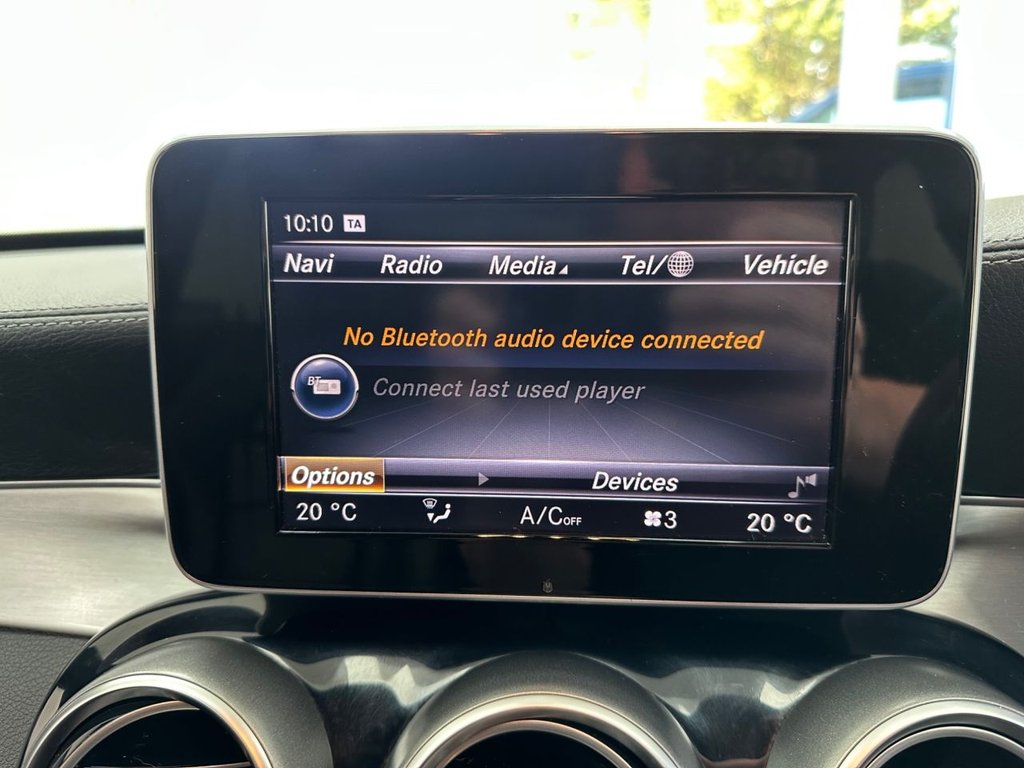 10:10 TA
Navi Radio Media Tel/ Vehicle
No Bluetooth audio device connected
BT Connect last used player
Options Devices
20 °C A/C OFF 3 20 °C